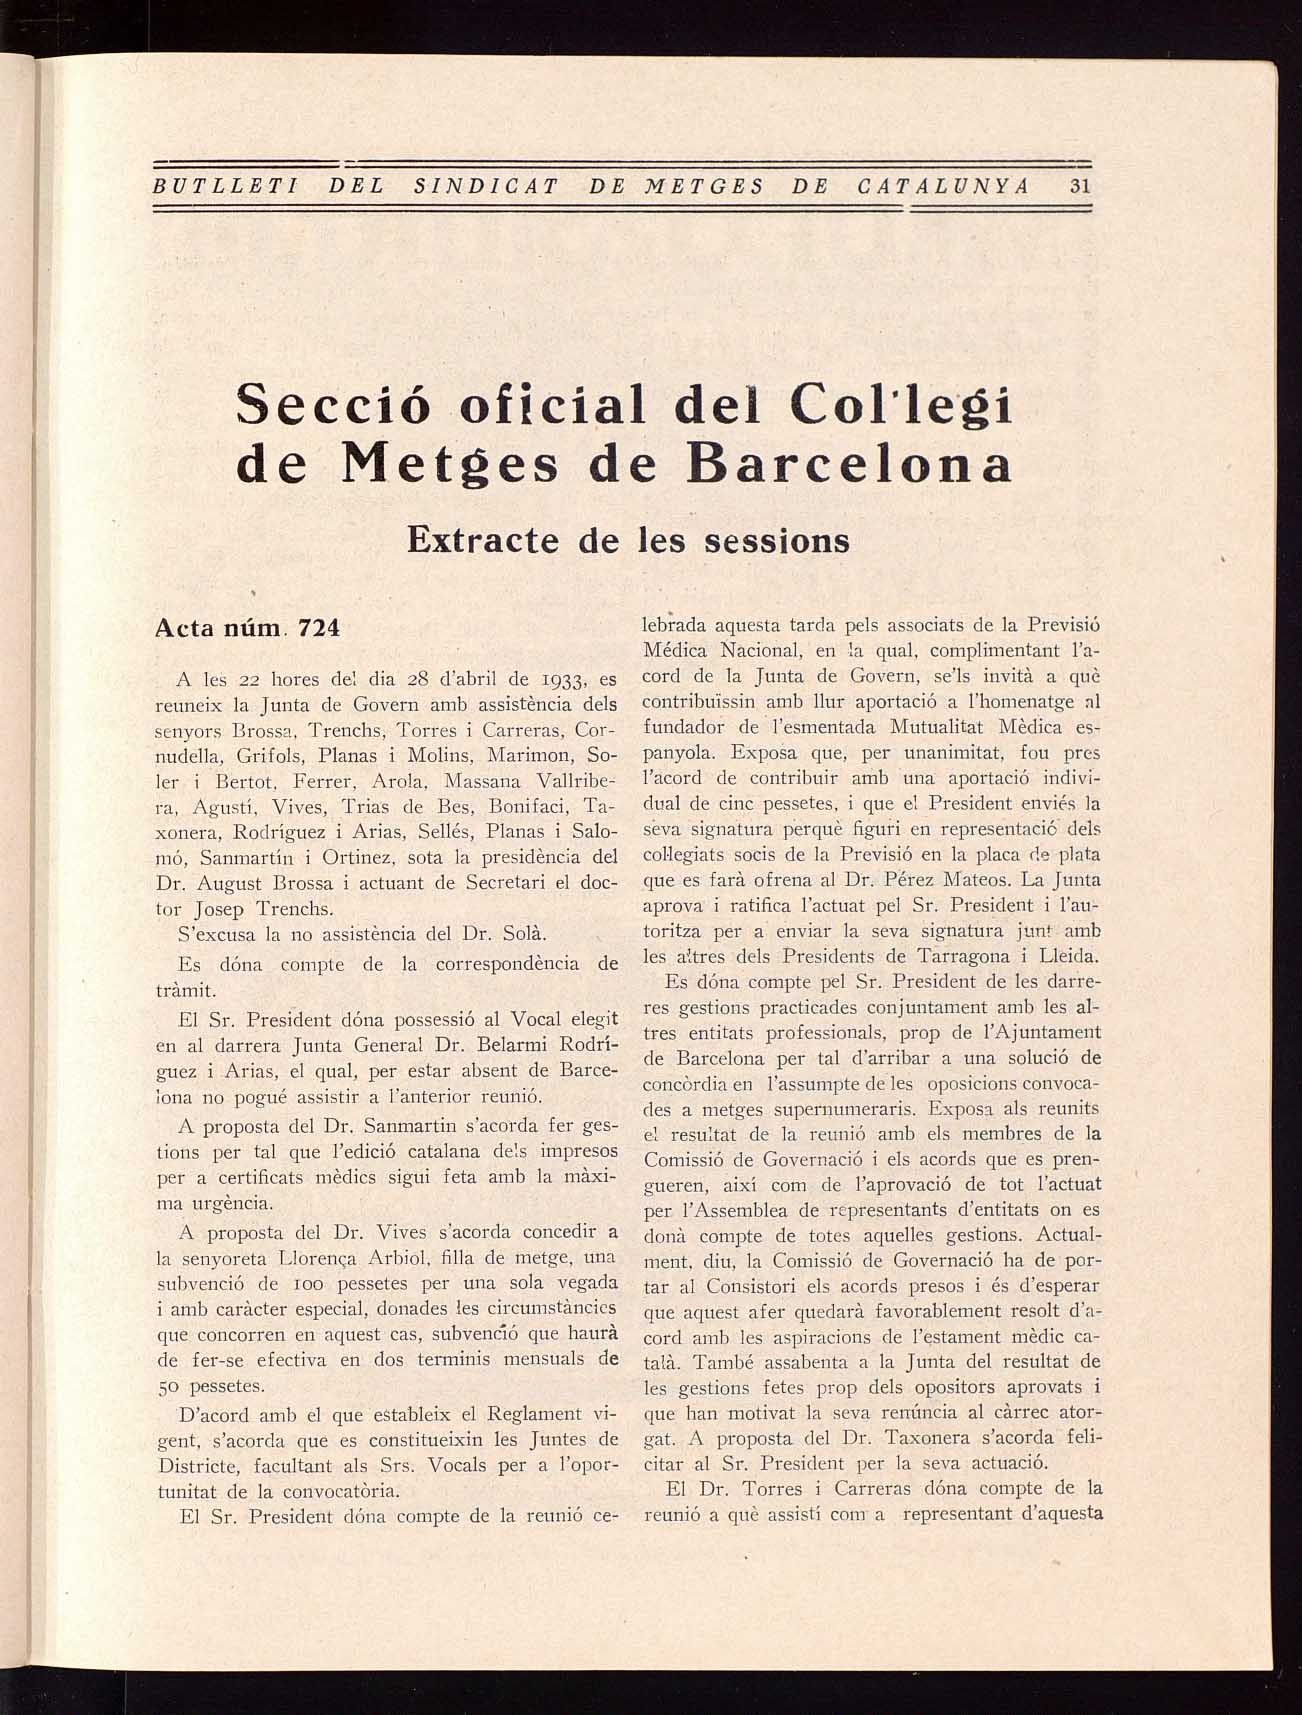 BUTLLETI DEL SINDICAT DE METGES DE CATALUNYA 31
Secció oficial del Col·legi
de Metges de Barcelona
Extracte de les sessions
Acta núm. 724
A les 22 hores del dia 28 d'abril de 1933, es
reuneix la Junta de Govern amb assistència dels
senyors Brossa, Trenchs, Torres i Carreras, Cor-
nudella, Grifols, Planas i Molins, Marimon, So-
ler i Bertot, Ferrer, Arola, Massana Vallribe-
ra, Agustí, Vives, Trias de Bes, Bonifaci, Ta-
xonera, Rodríguez i Arias, Sellés, Planas i Salo-
mó, Sanmartín i Ortinez, sota la presidència del
Dr. August Brossa i actuant de Secretari el doc-
tor Josep Trenchs.
S'excusa la no assistència del Dr. Solà.
Es dóna compte de la correspondència de
tràmit.
El Sr. President dóna possessió al Vocal elegit
en al darrera Junta General Dr. Belarmi Rodrí-
guez i Arias, el qual, per estar absent de Barce-
lona no pogué assistir a l'anterior reunió.
A proposta del Dr. Sanmartin s'acorda fer ges-
tions per tal que l'edició catalana dels impresos
per a certificats mèdics sigui feta amb la màxi-
ma urgència.
A proposta del Dr. Vives s'acorda concedir a
la senyoreta Llorença Arbiol, filla de metge, una
subvenció de 100 pessetes per una sola vegada
i amb caràcter especial, donades les circumstàncies
que concorren en aquest cas, subvenció que haurà
de fer-se efectiva en dos terminis mensuals de
50 pessetes.
D'acord amb el que estableix el Reglament vi-
gent, s'acorda que es constitueixin les Juntes de
Districte, facultant als Srs. Vocals per a l'opor-
tunitat de la convocatòria.
El Sr. President dóna compte de la reunió ce-
lebrada aquesta tarda pels associats de la Previsió
Médica Nacional, en la qual, complimentant l'a-
cord de la Junta de Govern, se'ls invità a què
contribuïssin amb llur aportació a l'homenatge al
fundador de l'esmentada Mutualitat Mèdica es-
panyola. Exposa que, per unanimitat, fou pres
l'acord de contribuir amb una aportació indivi-
dual de cinc pessetes, i que el President enviés la
seva signatura perquè figuri en representació dels
col·legiats socis de la Previsió en la placa de plata
que es farà ofrena al Dr. Pérez Mateos. La Junta
aprova i ratifica l'actuat pel Sr. President i l'au-
toritza per a enviar la seva signatura junt amb
les altres dels Presidents de Tarragona i Lleida.
Es dóna compte pel Sr. President de les darre-
res gestions practicades conjuntament amb les al-
tres entitats professionals, prop de l'Ajuntament
de Barcelona per tal d'arribar a una solució de
concòrdia en l'assumpte de les oposicions convoca-
des a metges supernumeraris. Exposa als reunits
el resultat de la reunió amb els membres de la
Comissió de Governació i els acords que es pren-
gueren, així com de l'aprovació de tot l'actuat
per l'Assemblea de representants d'entitats on es
donà compte de totes aquelles gestions. Actual-
ment, diu, la Comissió de Governació ha de por-
tar al Consistori els acords presos i és d'esperar
que aquest afer quedarà favorablement resolt d'a-
cord amb les aspiracions de l'estament mèdic ca-
talà. També assabenta a la Junta del resultat de
les gestions fetes prop dels opositors aprovats i
que han motivat la seva renúncia al càrrec ator-
gat. A proposta del Dr. Taxonera s'acorda feli-
citar al Sr. President per la seva actuació.
El Dr. Torres i Carreras dóna compte de la
reunió a què assistí com a representant d'aquesta